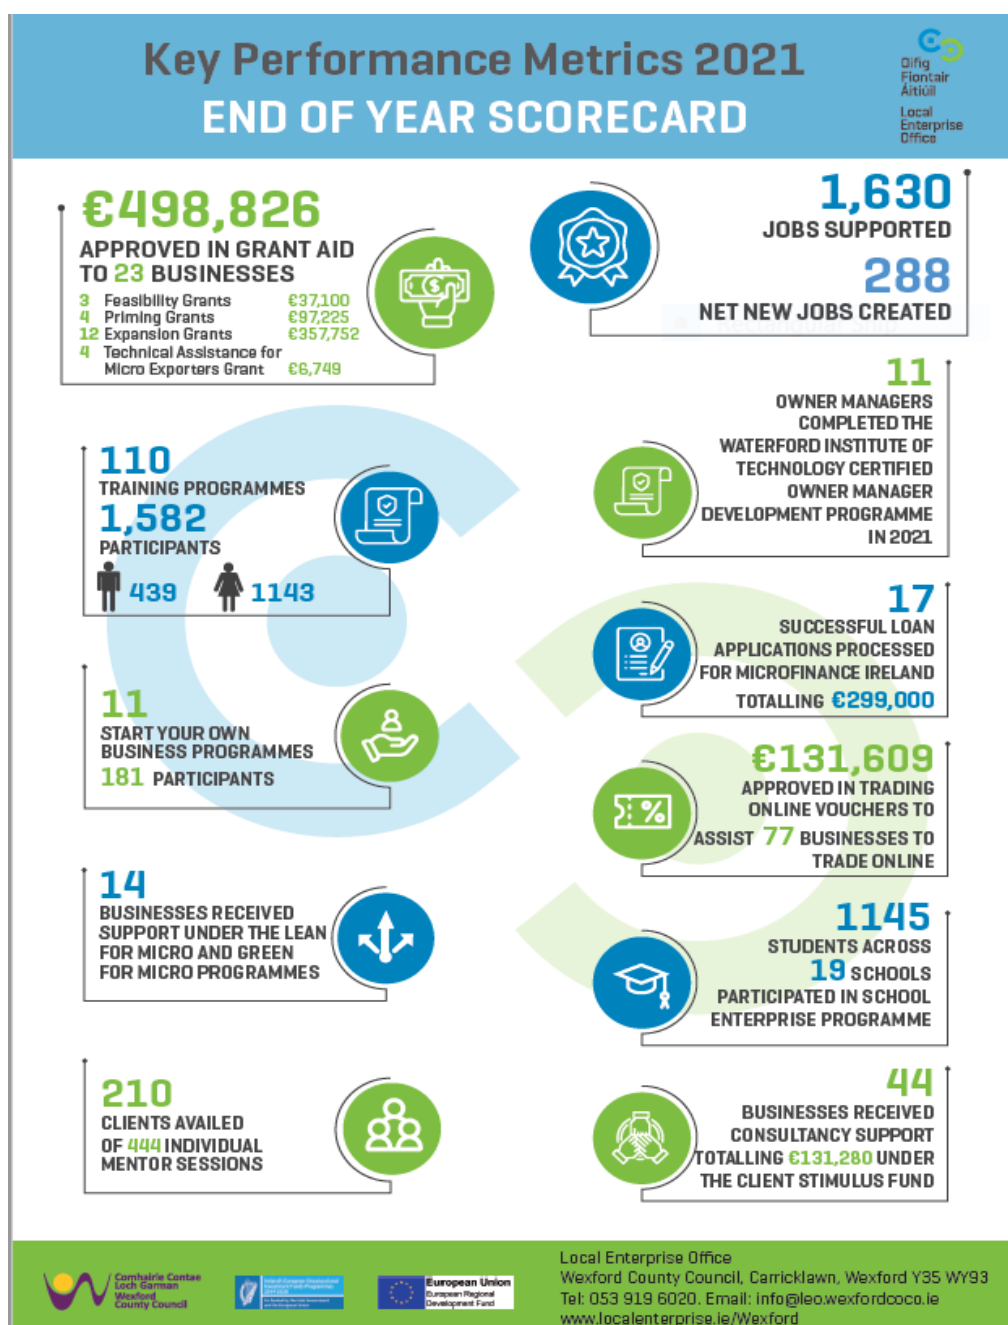 Key Performance Metrics 2021
END OF YEAR SCORECARD
Oifig
Fiontair
Áitiúil
Local
Enterprise
Office
€498,826
APPROVED IN GRANT AID
TO 23 BUSINESSES
3 Feasibility Grants €37,100
4 Priming Grants €97,225
12 Expansion Grants €357,752
4 Technical Assistance for
Micro Exporters Grant €6,749
1,630
JOBS SUPPORTED
288
NET NEW JOBS CREATED
11
OWNER MANAGERS
COMPLETED THE
WATERFORD INSTITUTE OF
TECHNOLOGY CERTIFIED
OWNER MANAGER
DEVELOPMENT PROGRAMME
IN 2021
110
TRAINING PROGRAMMES
1,582
PARTICIPANTS
439 1143
17
SUCCESSFUL LOAN
APPLICATIONS PROCESSED
FOR MICROFINANCE IRELAND
TOTALLING €299,000
11
START YOUR OWN
BUSINESS PROGRAMMES
181 PARTICIPANTS
€131,609
APPROVED IN TRADING
ONLINE VOUCHERS TO
ASSIST 77 BUSINESSES TO
TRADE ONLINE
14
BUSINESSES RECEIVED
SUPPORT UNDER THE LEAN
FOR MICRO AND GREEN
FOR MICRO PROGRAMMES
1145
STUDENTS ACROSS
19 SCHOOLS
PARTICIPATED IN SCHOOL
ENTERPRISE PROGRAMME
210
CLIENTS AVAILED
OF 444 INDIVIDUAL
MENTOR SESSIONS
44
BUSINESSES RECEIVED
CONSULTANCY SUPPORT
TOTALLING €131,280 UNDER
THE CLIENT STIMULUS FUND
Comhairle Contae
Loch Garman
Wexford
County Council
European Union
European Regional
Development Fund
Local Enterprise Office
Wexford County Council, Carricklawn, Wexford Y35 WY93
Tel: 053 919 6020. Email: info@leo.wexfordcoco.ie
www.localenterprise.ie/Wexford